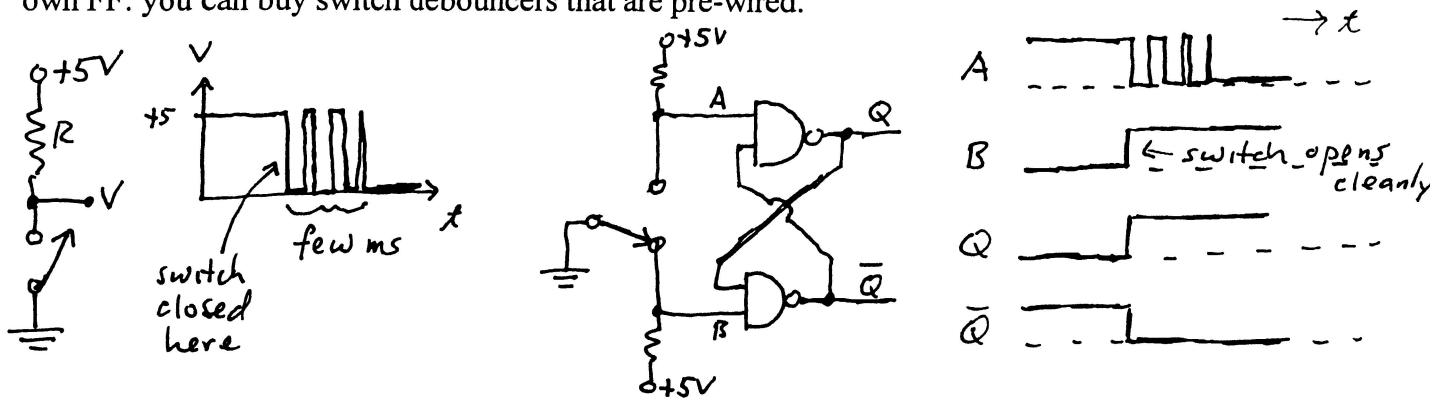 own FF: you can buy switch debouncers that are pre-wired.
+5V
R
V
V
+5
t
few ms
switch
closed
here
+5V
A
Q
B
Q̅
+5V
→ t
A
B
← switch opens
cleanly
Q
Q̅